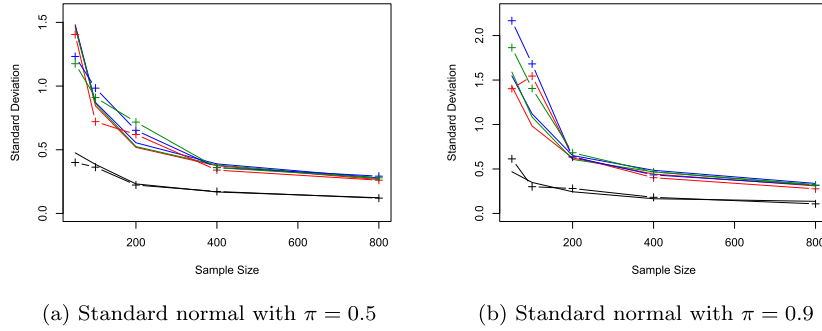 1.5
1.0
0.5
0.0
Standard Deviation
200 400 600 800
Sample Size
(a) Standard normal with π = 0.5
2.0
1.5
1.0
0.5
0.0
Standard Deviation
200 400 600 800
Sample Size
(b) Standard normal with π = 0.9